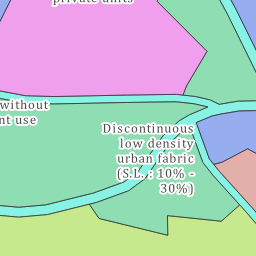 private units
without
nt use
Discontinuous
low density
urban fabric
(S.L. : 10% -
30%)